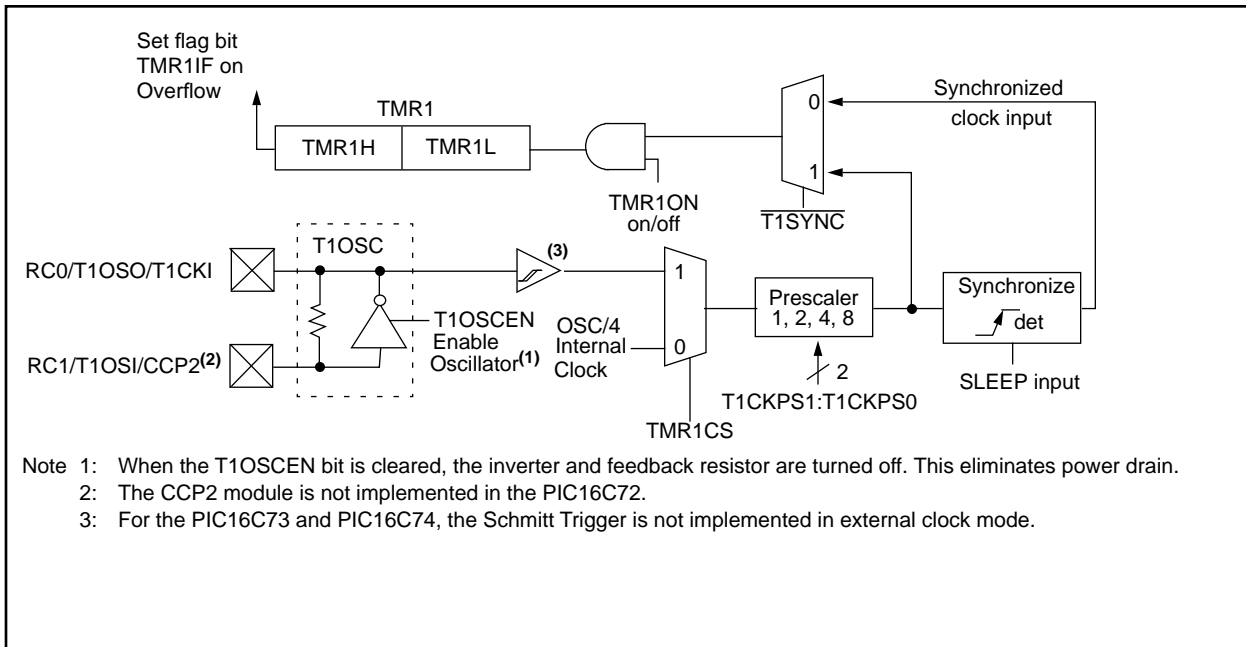 Set flag bit
TMR1IF on
Overflow
TMR1
TMR1H
TMR1L
TMR1ON
on/off
0
1
T1SYNC
Synchronized
clock input
T1OSC
RC0/T1OSO/T1CKI
RC1/T1OSI/CCP2(2)
T1OSCEN
Enable
Oscillator(1)
(3)
OSC/4
Internal
Clock
1
0
TMR1CS
Prescaler
1, 2, 4, 8
2
T1CKPS1:T1CKPS0
Synchronize
det
SLEEP input
Note 1: When the T1OSCEN bit is cleared, the inverter and feedback resistor are turned off. This eliminates power drain.
2: The CCP2 module is not implemented in the PIC16C72.
3: For the PIC16C73 and PIC16C74, the Schmitt Trigger is not implemented in external clock mode.